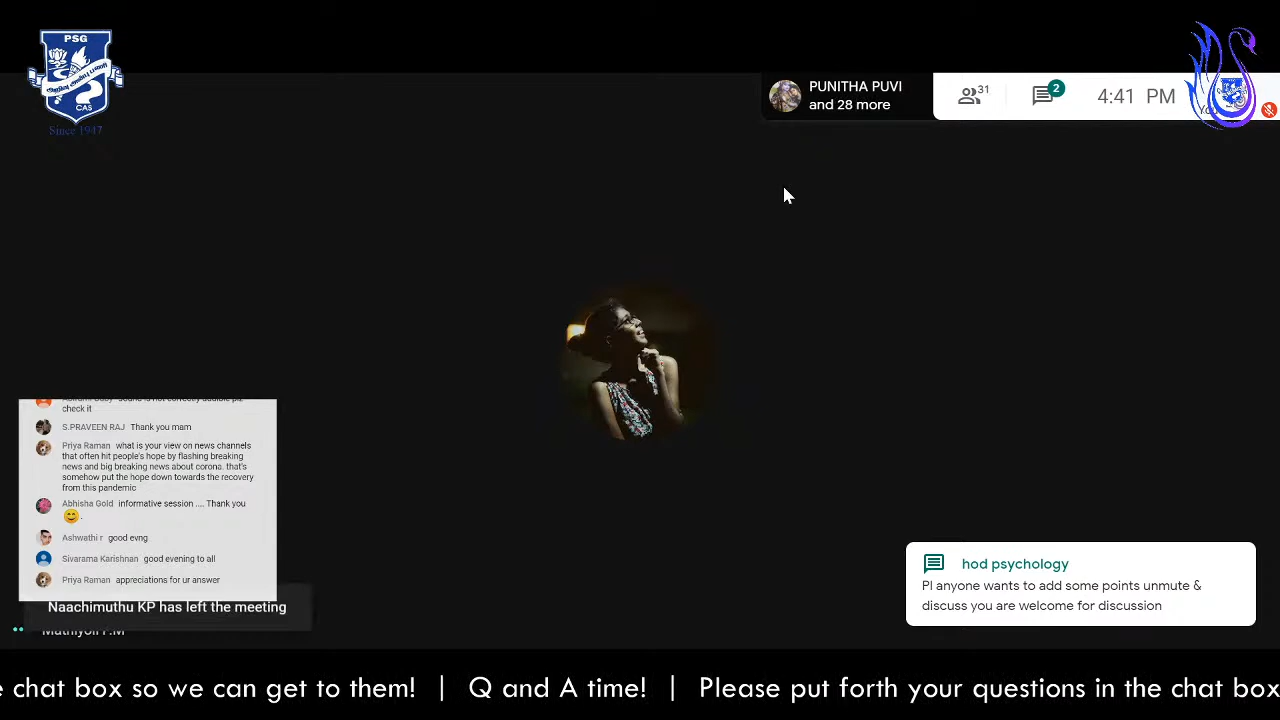 PSG
CAS
Since 1947
PUNITHA PUVI
and 28 more
31
2
4:41 PM
sound is not correctly audible plz
check it
S.PRAVEEN RAJ Thank you mam
Priya Raman what is your view on news channels
that often hit people's hope by flashing breaking
news and big breaking news about corona. that's
somehow put the hope down towards the recovery
from this pandemic
Abhisha Gold informative session .... Thank you
😊.
Ashwathi r good evng
Sivarama Karishnan good evening to all
Priya Raman appreciations for ur answer
Naachimuthu KP has left the meeting
hod psychology
Pl anyone wants to add some points unmute &
discuss you are welcome for discussion
e chat box so we can get to them! | Q and A time! | Please put forth your questions in the chat box